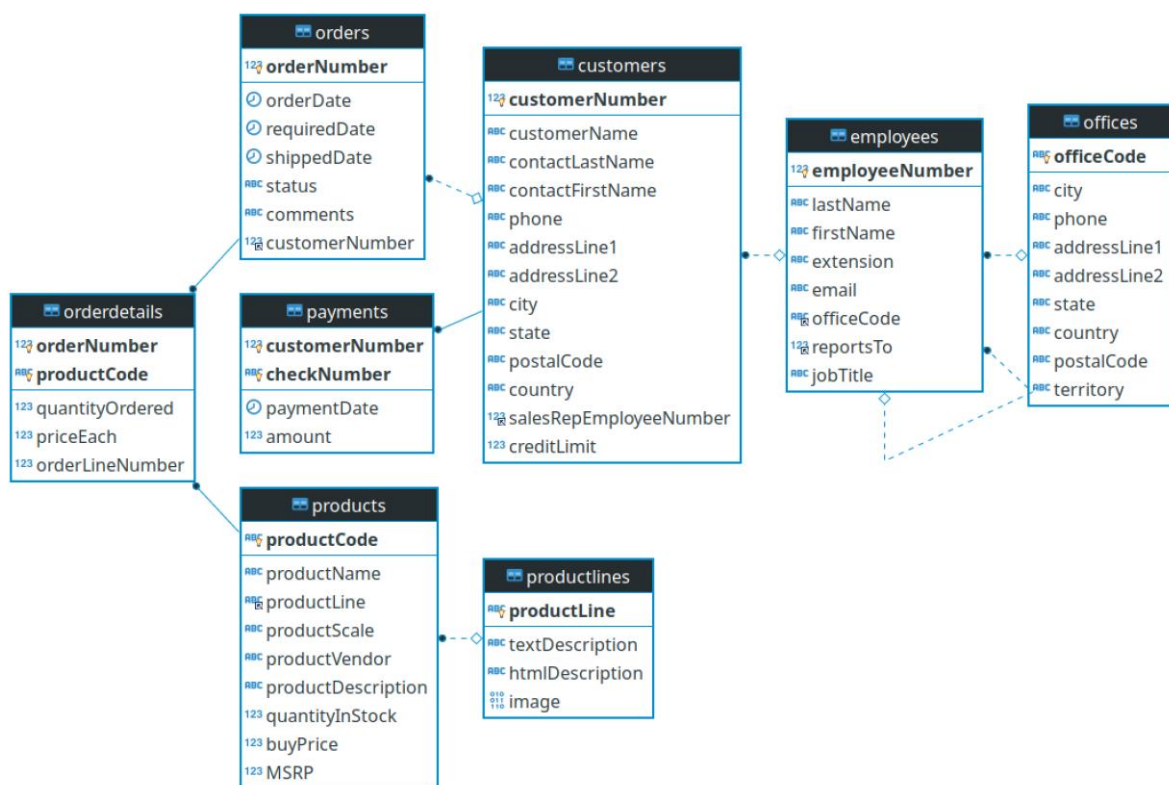 orders
orderNumber
orderDate
requiredDate
shippedDate
status
comments
customerNumber
customers
customerNumber
customerName
contactLastName
contactFirstName
phone
addressLine1
addressLine2
city
state
postalCode
country
salesRepEmployeeNumber
creditLimit
employees
employeeNumber
lastName
firstName
extension
email
officeCode
reportsTo
jobTitle
offices
officeCode
city
phone
addressLine1
addressLine2
state
country
postalCode
territory
orderdetails
orderNumber
productCode
quantityOrdered
priceEach
orderLineNumber
payments
customerNumber
checkNumber
paymentDate
amount
products
productCode
productName
productLine
productScale
productVendor
productDescription
quantityInStock
buyPrice
MSRP
productlines
productLine
textDescription
htmlDescription
image